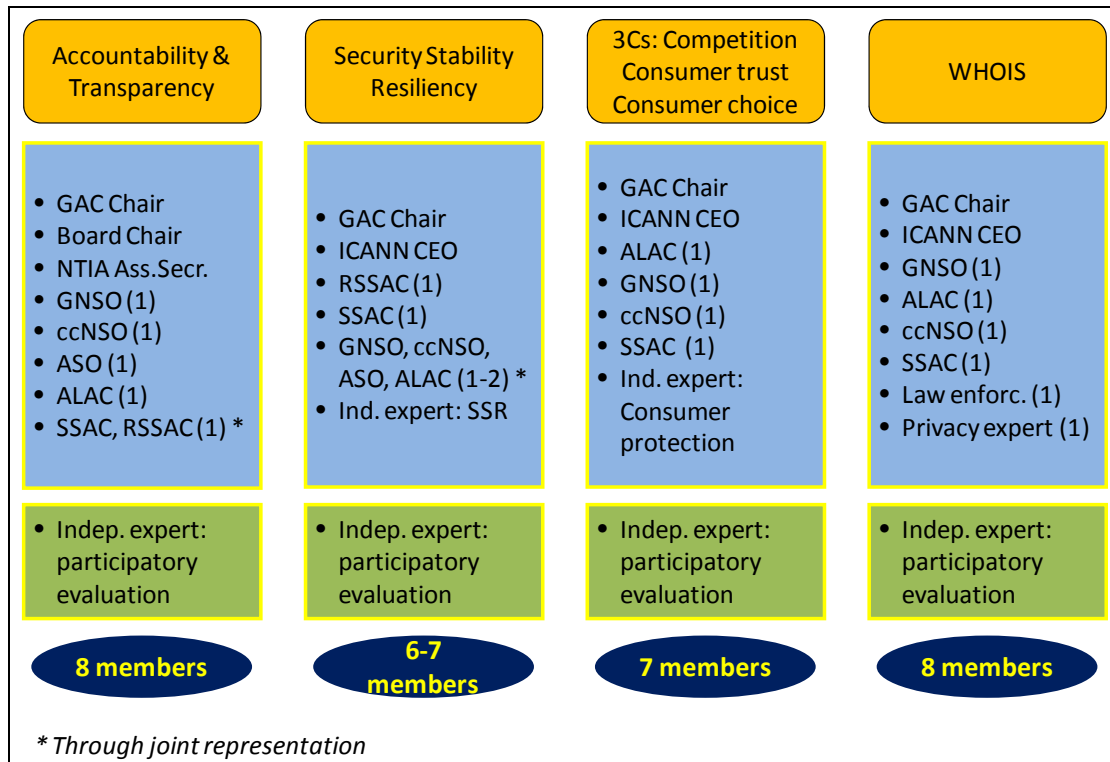 Accountability &
Transparency
Security Stability
Resiliency
3Cs: Competition
Consumer trust
Consumer choice
WHOIS
• GAC Chair
• Board Chair
• NTIA Ass.Secr.
• GNSO (1)
• ccNSO (1)
• ASO (1)
• ALAC (1)
• SSAC, RSSAC (1) *
• GAC Chair
• ICANN CEO
• RSSAC (1)
• SSAC (1)
• GNSO, ccNSO,
ASO, ALAC (1-2) *
• Ind. expert: SSR
• GAC Chair
• ICANN CEO
• ALAC (1)
• GNSO (1)
• ccNSO (1)
• SSAC (1)
• Ind. expert:
Consumer
protection
• GAC Chair
• ICANN CEO
• GNSO (1)
• ALAC (1)
• ccNSO (1)
• SSAC (1)
• Law enforc. (1)
• Privacy expert (1)
• Indep. expert:
participatory
evaluation
• Indep. expert:
participatory
evaluation
• Indep. expert:
participatory
evaluation
• Indep. expert:
participatory
evaluation
8 members
6-7
members
7 members
8 members
* Through joint representation